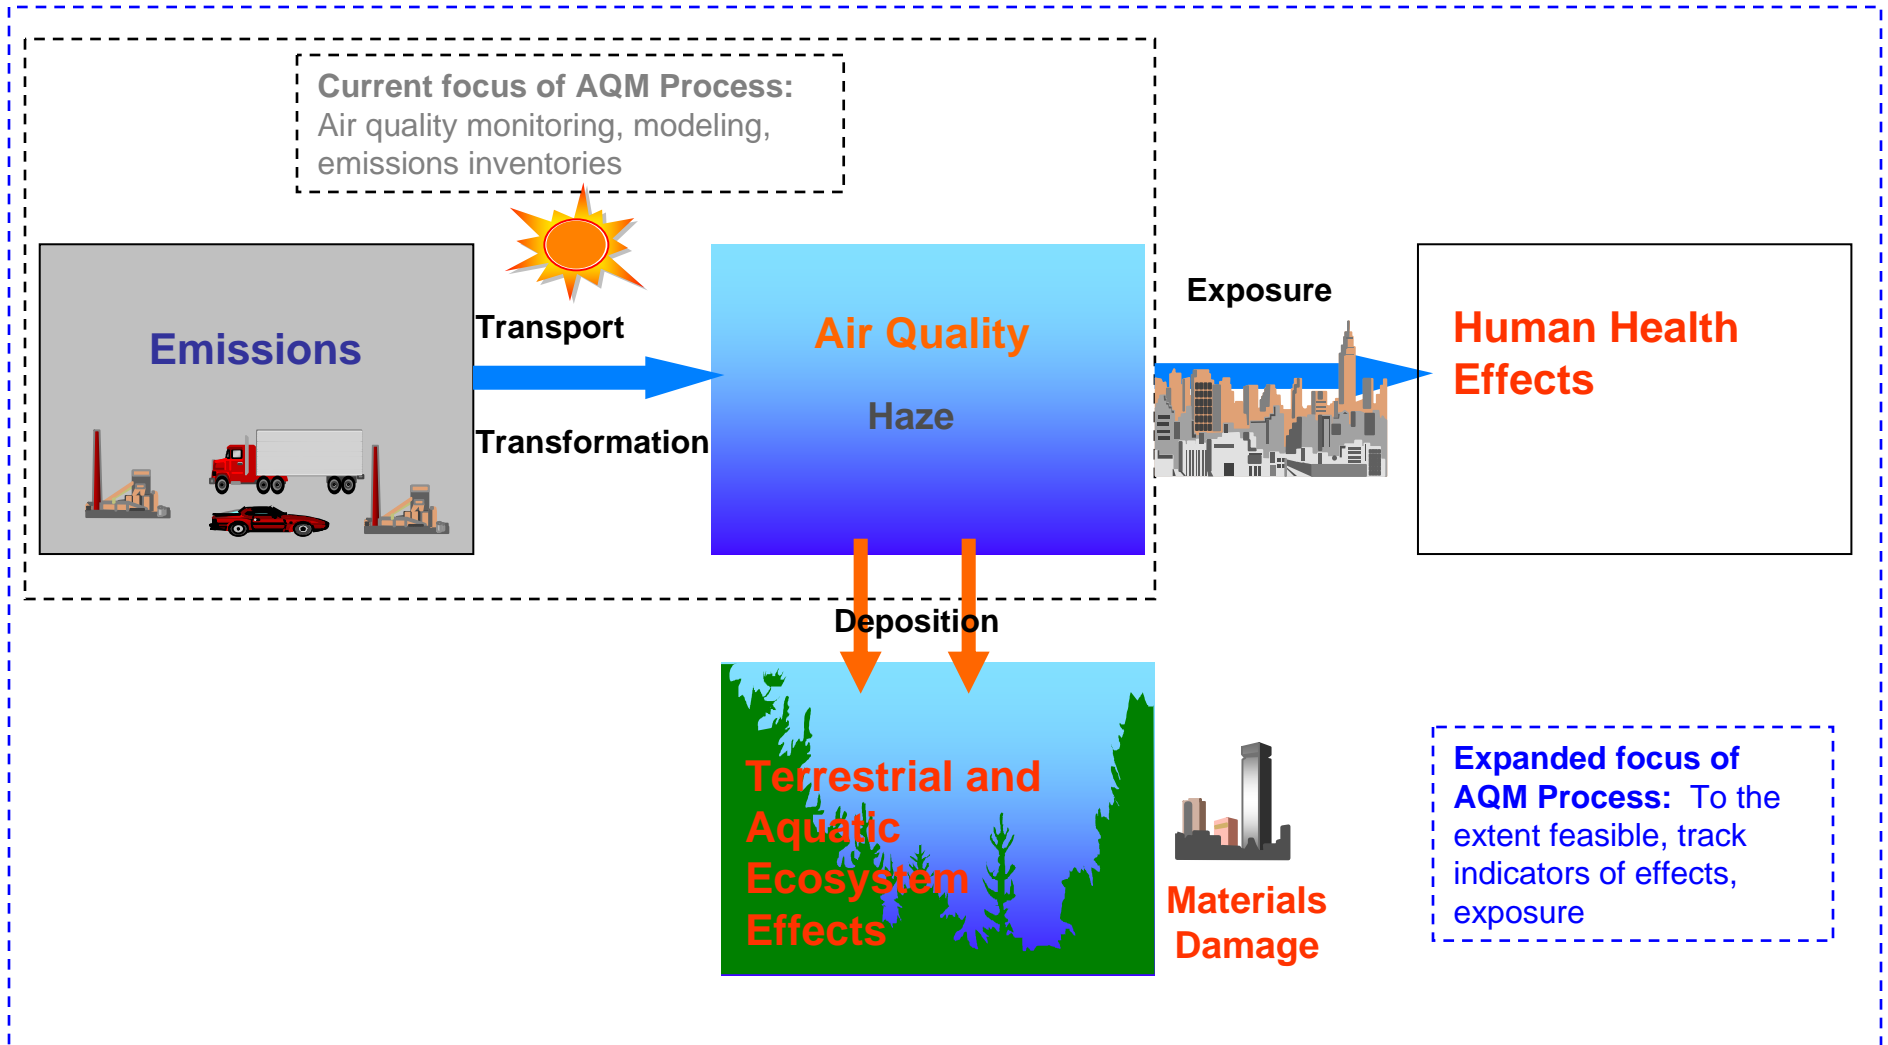 Current focus of AQM Process:
Air quality monitoring, modeling,
emissions inventories
Emissions
Transport
Transformation
Air Quality
Haze
Exposure
Human Health
Effects
Deposition
Terrestrial and
Aquatic
Ecosystem
Effects
Materials
Damage
Expanded focus of
AQM Process:  To the
extent feasible, track
indicators of effects,
exposure